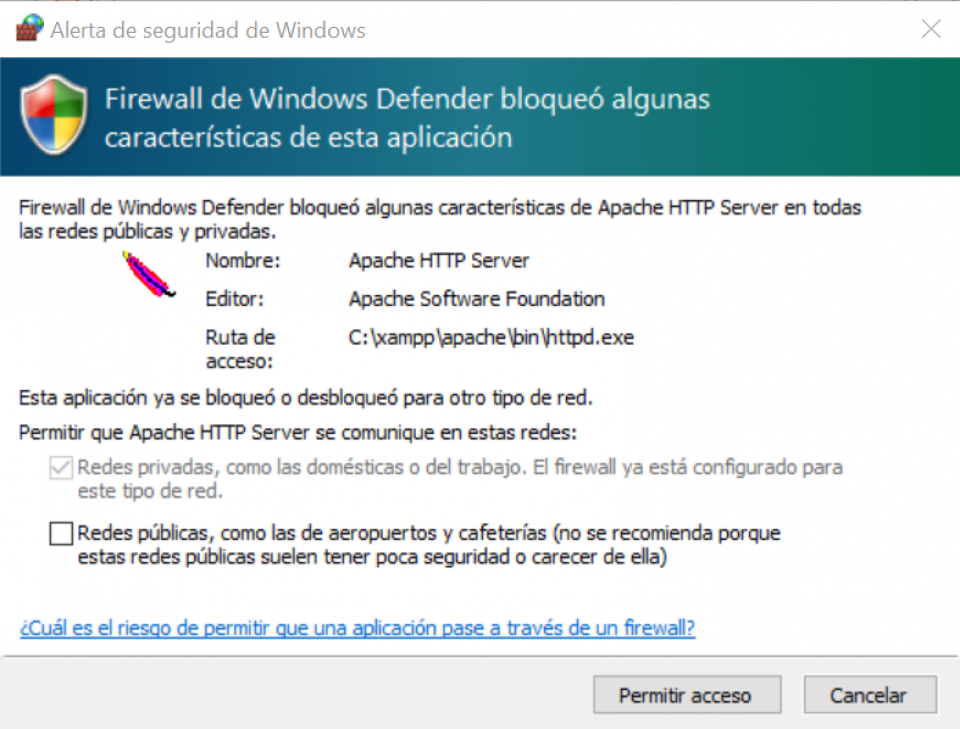 Alerta de seguridad de Windows
Firewall de Windows Defender bloqueó algunas
características de esta aplicación
Firewall de Windows Defender bloqueó algunas características de Apache HTTP Server en todas
las redes públicas y privadas.
Nombre: Apache HTTP Server
Editor: Apache Software Foundation
Ruta de C:\xampp\apache\bin\httpd.exe
acceso:
Esta aplicación ya se bloqueó o desbloqueó para otro tipo de red.
Permitir que Apache HTTP Server se comunique en estas redes:
Redes privadas, como las domésticas o del trabajo. El firewall ya está configurado para
este tipo de red.
Redes públicas, como las de aeropuertos y cafeterías (no se recomienda porque
estas redes públicas suelen tener poca seguridad o carecer de ella)
¿Cuál es el riesgo de permitir que una aplicación pase a través de un firewall?
Permitir acceso Cancelar